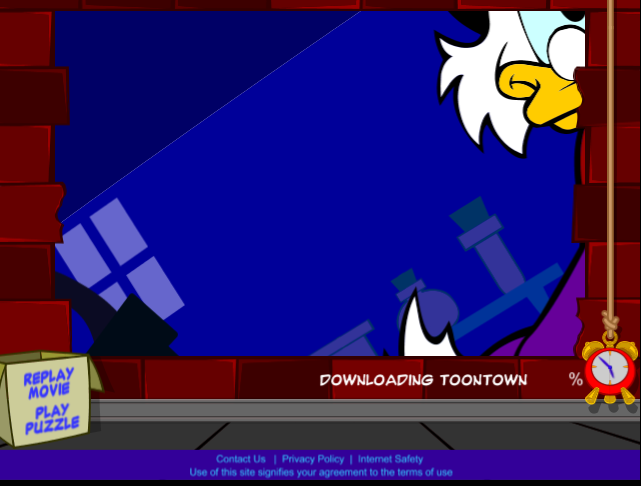 DOWNLOADING TOONTOWN %
REPLAY
MOVIE
PLAY
PUZZLE
Contact Us | Privacy Policy | Internet Safety
Use of this site signifies your agreement to the terms of use